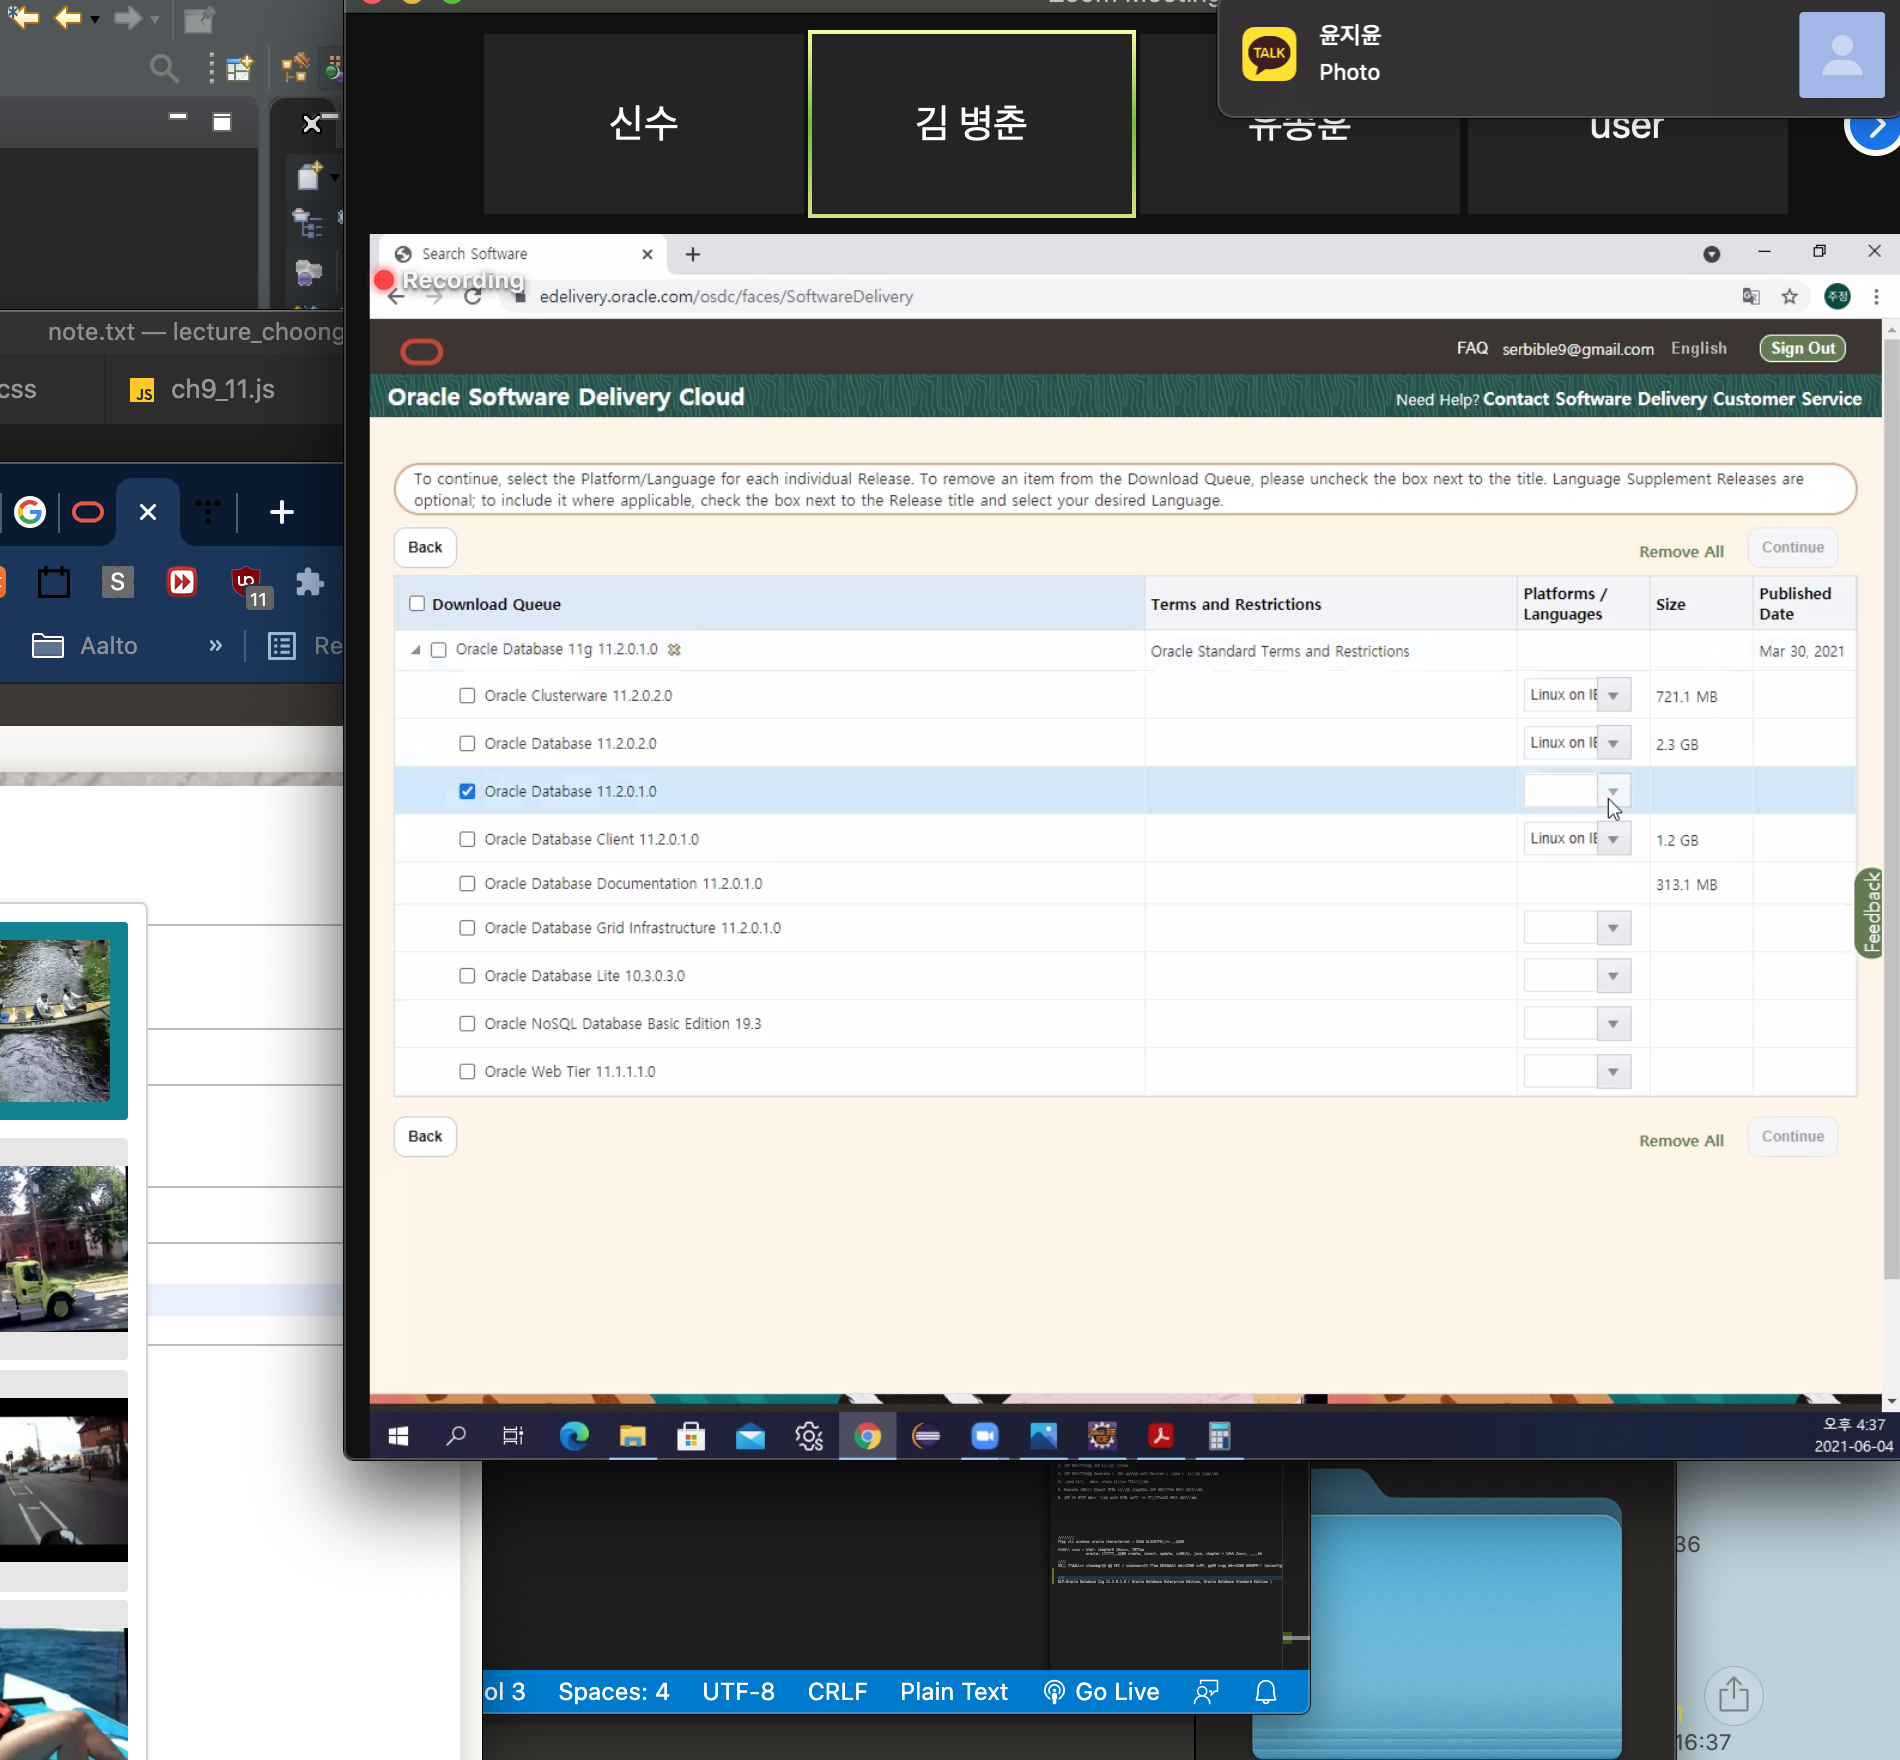 Zoom Meeting
TALK
윤지윤
Photo
신수
김 병춘
유종훈
user
Search Software
Recording
edelivery.oracle.com/osdc/faces/SoftwareDelivery
주정
note.txt — lecture_choong
css
JS
ch9_11.js
FAQ
serbible9@gmail.com
English
Sign Out
Oracle Software Delivery Cloud
Need Help? Contact Software Delivery Customer Service
To continue, select the Platform/Language for each individual Release. To remove an item from the Download Queue, please uncheck the box next to the title. Language Supplement Releases are
optional; to include it where applicable, check the box next to the Release title and select your desired Language.
Back
Remove All
Continue
Download Queue
Terms and Restrictions
Platforms /
Languages
Size
Published
Date
Oracle Database 11g 11.2.0.1.0
Oracle Standard Terms and Restrictions
Mar 30, 2021
Oracle Clusterware 11.2.0.2.0
Linux on IE
721.1 MB
Oracle Database 11.2.0.2.0
Linux on IE
2.3 GB
Oracle Database 11.2.0.1.0
Oracle Database Client 11.2.0.1.0
Linux on IE
1.2 GB
Oracle Database Documentation 11.2.0.1.0
313.1 MB
Oracle Database Grid Infrastructure 11.2.0.1.0
Oracle Database Lite 10.3.0.3.0
Oracle NoSQL Database Basic Edition 19.3
Oracle Web Tier 11.1.1.1.0
Feedback
Back
Remove All
Continue
S
11
Aalto
»
Re
오후 4:37
2021-06-04
ol 3
Spaces: 4
UTF-8
CRLF
Plain Text
Go Live
36
16:37